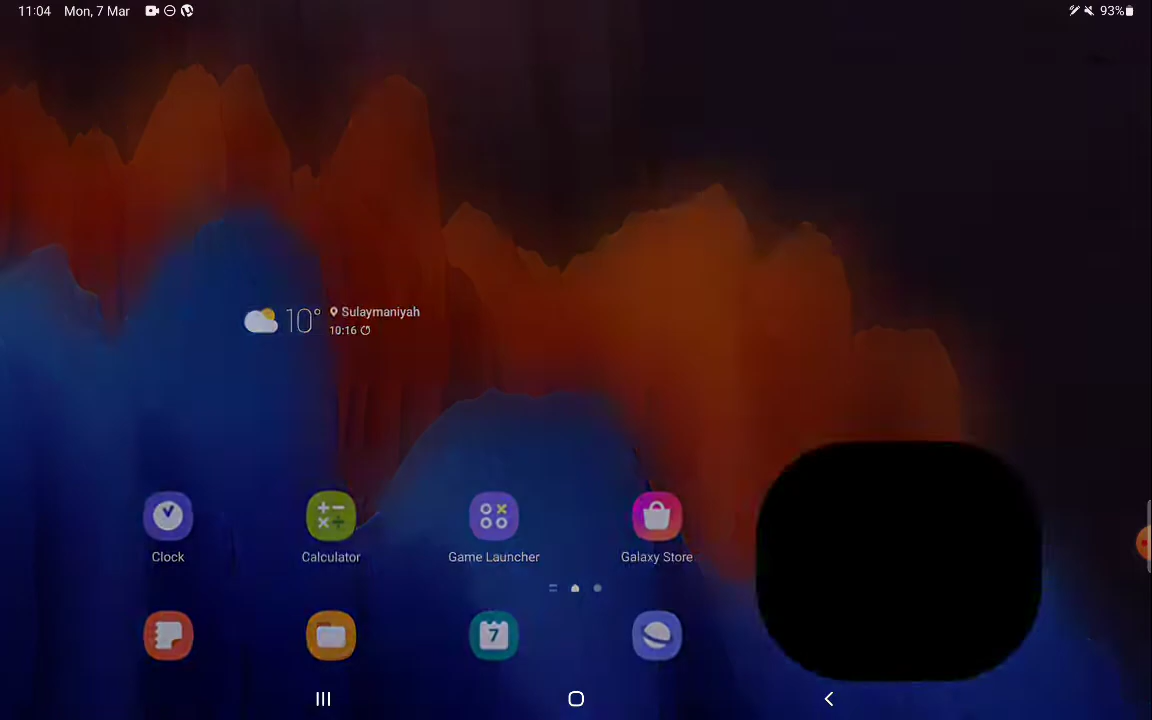 11:04 Mon, 7 Mar 93%
10° Sulaymaniyah
10:16
Clock Calculator Game Launcher Galaxy Store
7